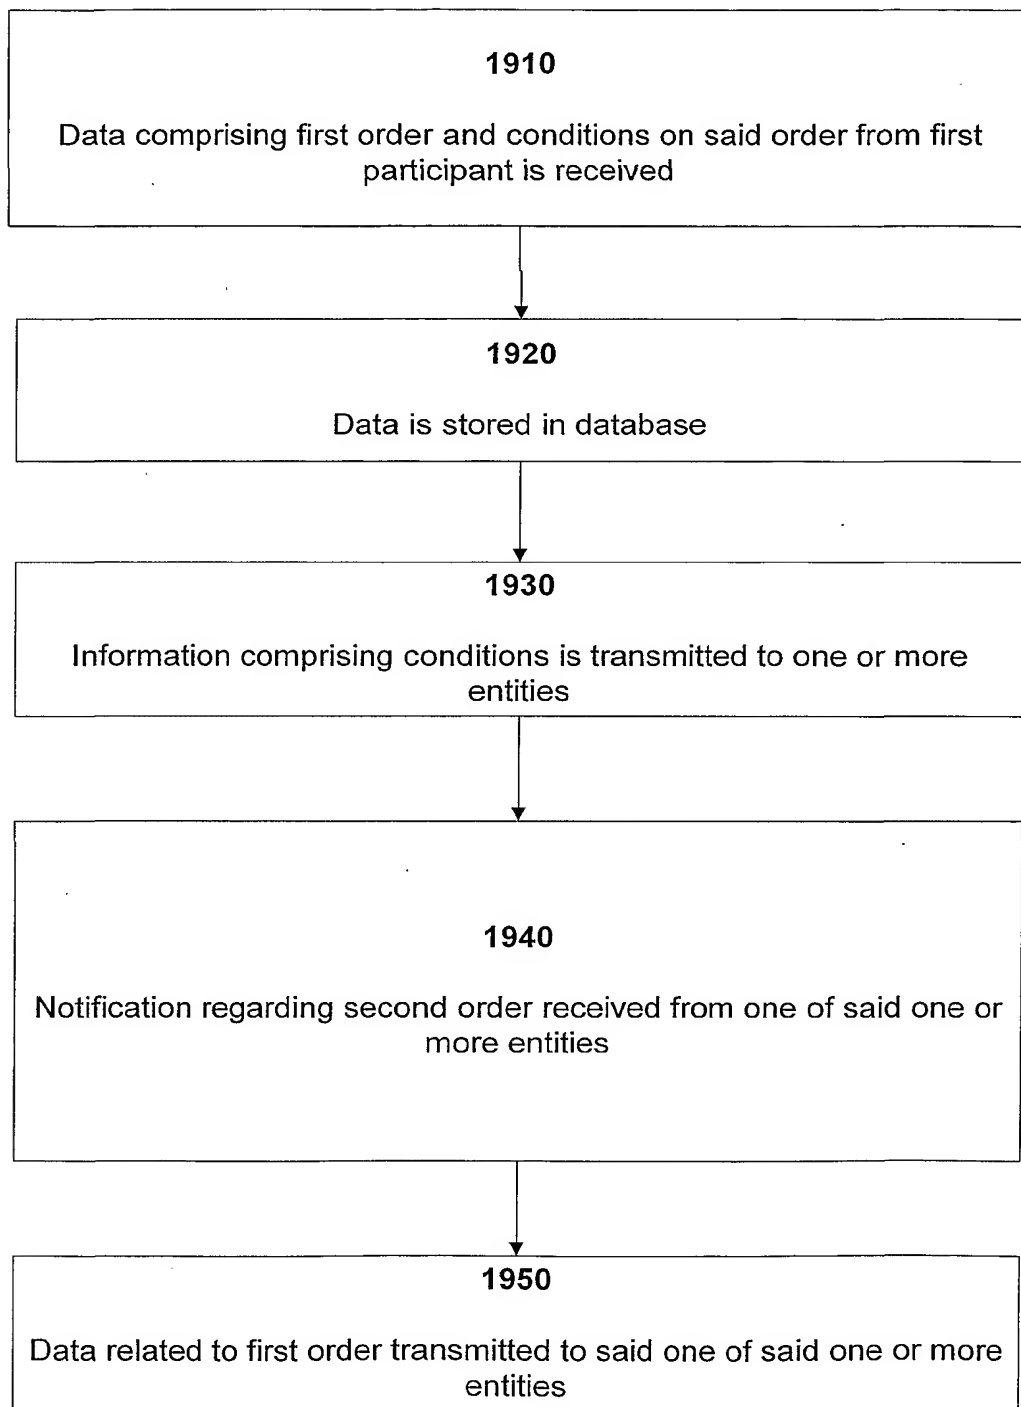 1910
Data comprising first order and conditions on said order from first
participant is received
1920
Data is stored in database
1930
Information comprising conditions is transmitted to one or more
entities
1940
Notification regarding second order received from one of said one or
more entities
1950
Data related to first order transmitted to said one of said one or more
entities